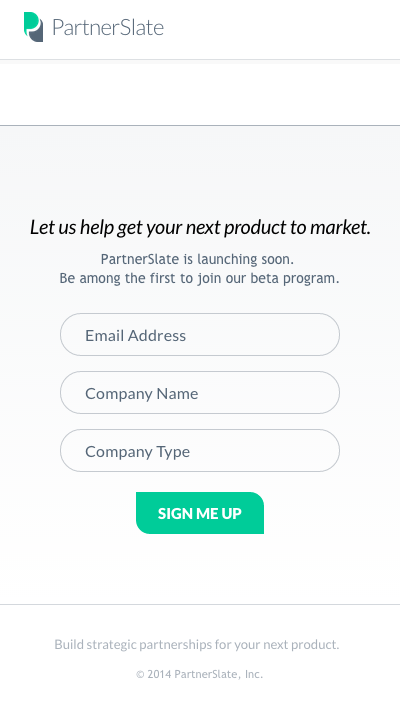 PartnerSlate
Let us help get your next product to market.
PartnerSlate is launching soon.
Be among the first to join our beta program.
Email Address
Company Name
Company Type
SIGN ME UP
Build strategic partnerships for your next product.
© 2014 PartnerSlate, Inc.